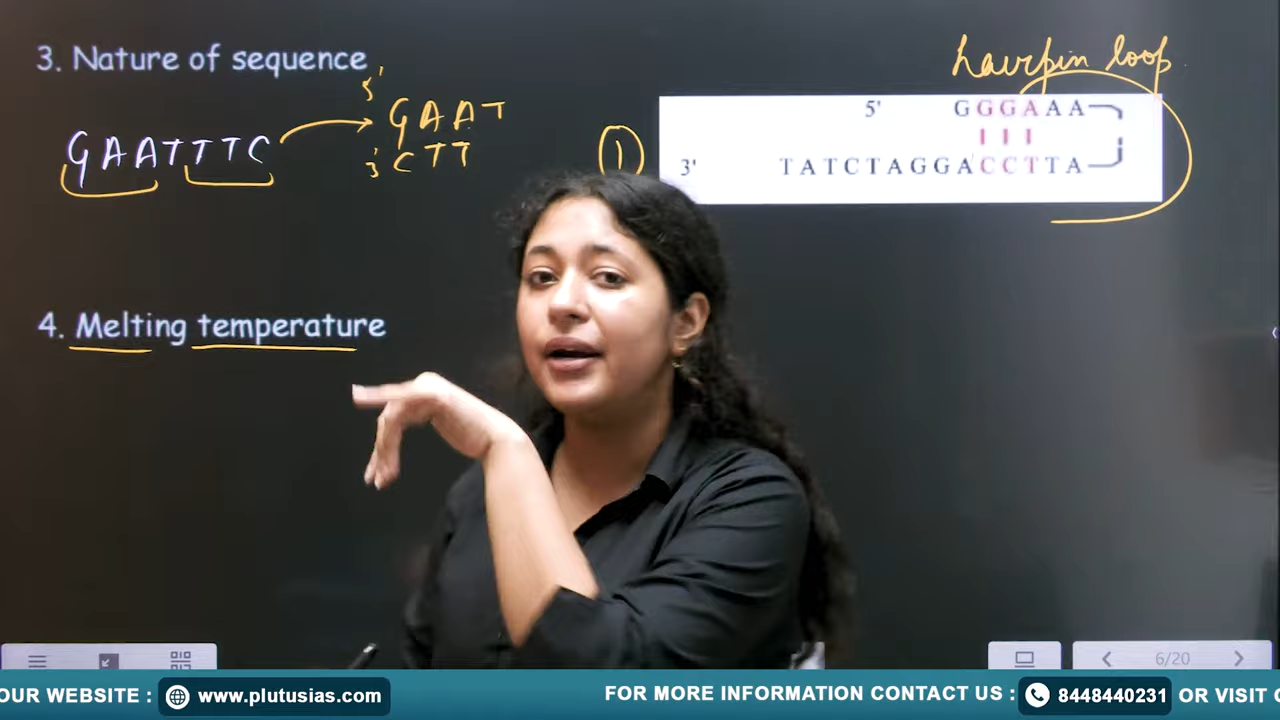 3. Nature of sequence
GAATTTC
5'
GAAT
3' CTT
hairpin loop
1
5' GGGAAA
3' TATCTAGGACCTTA
4. Melting temperature
6/20
OUR WEBSITE : www.plutusias.com
FOR MORE INFORMATION CONTACT US : 8448440231 OR VISIT